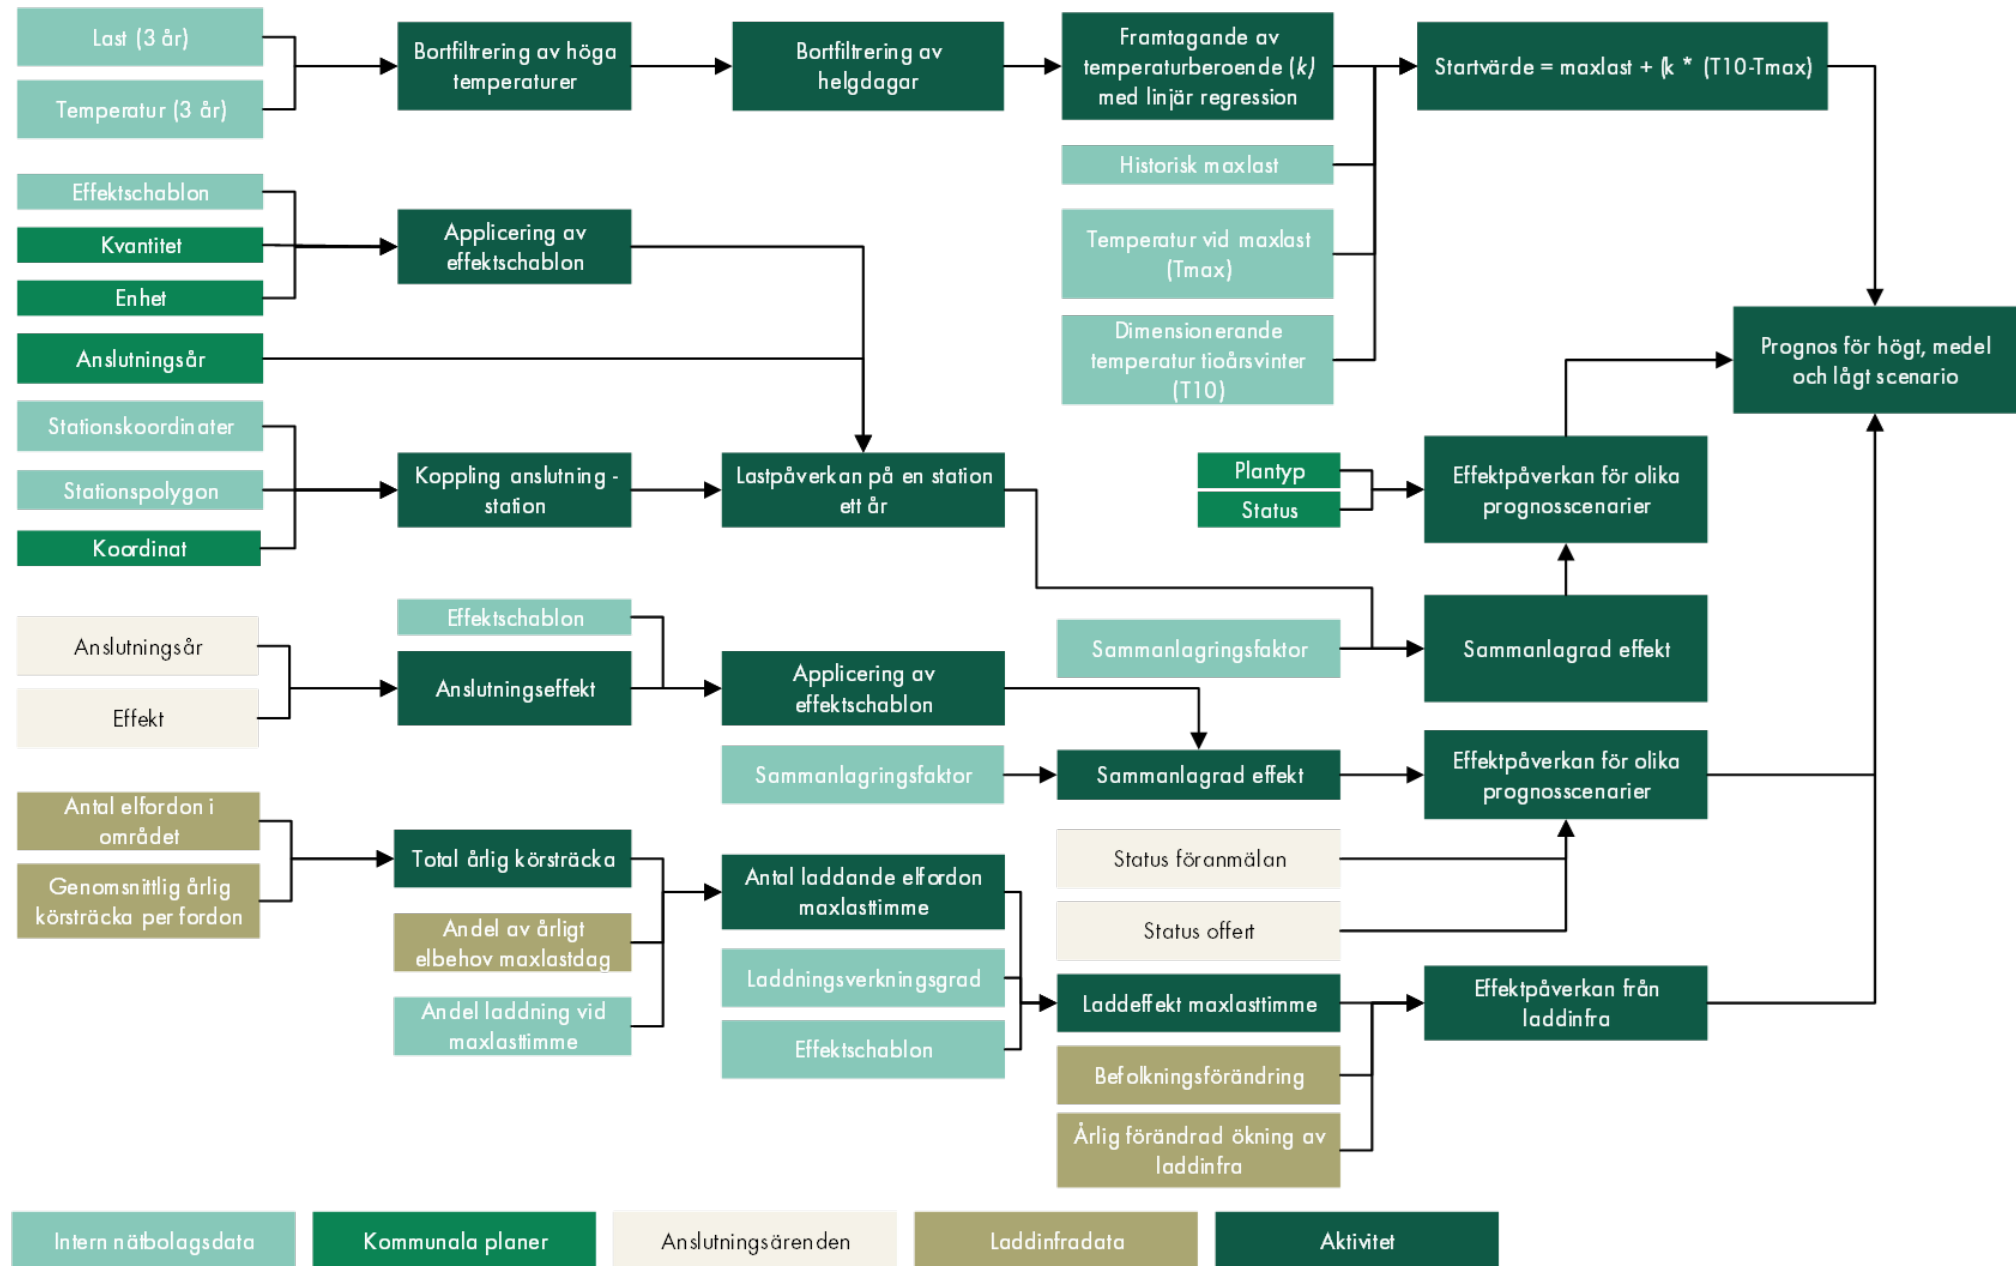 Last (3 år)
Temperatur (3 år)
Bortfiltrering av höga
temperaturer
Bortfiltrering av
helgdagar
Framtagande av
temperaturberoende (k)
med linjär regression
Startvärde = maxlast + (k * (T10-Tmax)
Historisk maxlast
Temperatur vid maxlast
(Tmax)
Dimensionerande
temperatur tioårsvinter
(T10)
Effektschablon
Kvantitet
Enhet
Applicering av
effektschablon
Anslutningsår
Prognos för högt, medel
och lågt scenario
Stationskoordinater
Stationspolygon
Koordinat
Koppling anslutning -
station
Lastpåverkan på en station
ett år
Plantyp
Status
Effektpåverkan för olika
prognosscenarier
Sammanlagringsfaktor
Sammanlagrad effekt
Anslutningsår
Effekt
Effektschablon
Anslutningseffekt
Applicering av
effektschablon
Sammanlagringsfaktor
Sammanlagrad effekt
Effektpåverkan för olika
prognosscenarier
Status föranmälan
Status offert
Antal elfordon i
området
Genomsnittlig årlig
körsträcka per fordon
Total årlig körsträcka
Andel av årligt
elbehov maxlastdag
Andel laddning vid
maxlasttimme
Antal laddande elfordon
maxlasttimme
Laddningsverkningsgrad
Effektschablon
Laddeffekt maxlasttimme
Befolkningsförändring
Årlig förändrad ökning av
laddinfra
Effektpåverkan från
laddinfra
Intern nätbolagsdata
Kommunala planer
Anslutningsärenden
Laddinfradata
Aktivitet